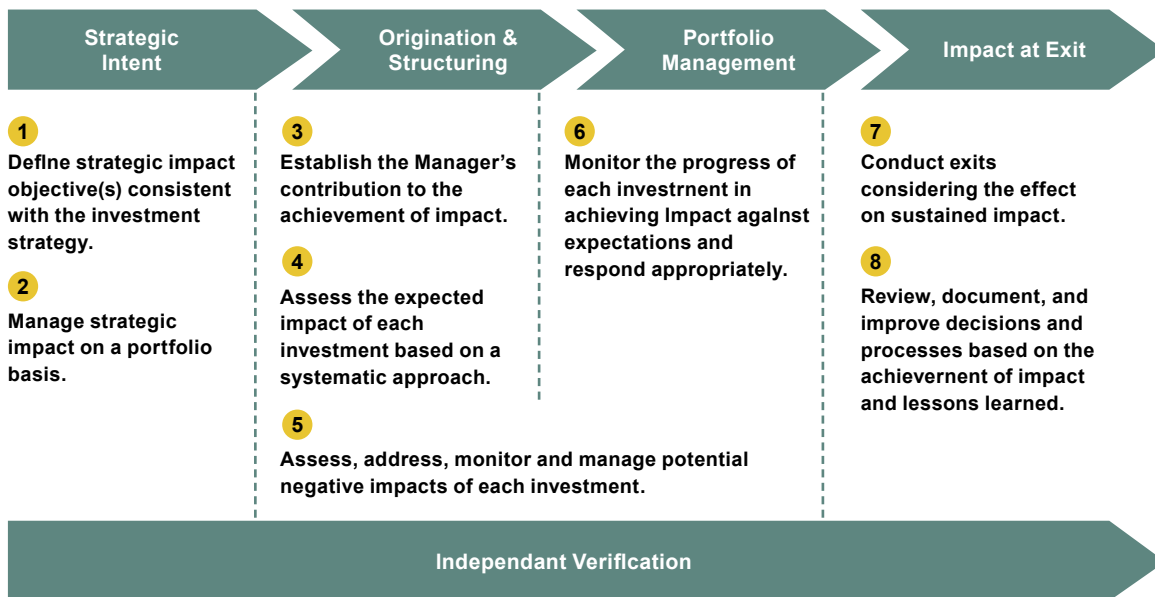 Strategic
Intent
Origination &
Structuring
Portfolio
Management
Impact at Exit
1
DefIne strategic impact
objective(s) consistent
with the investment
strategy.
2
Manage strategic
impact on a portfolio
basis.
3
Establish the Manager’s
contribution to the
achievement of impact.
4
Assess the expected
impact of each
investment based on a
systematic approach.
5
Assess, address, monitor and manage potential
negative impacts of each investment.
6
Monitor the progress of
each investrnent in
achieving Impact agaInst
expectations and
respond appropriately.
7
Conduct exits
considering the effect
on sustained impact.
8
Review, document, and
improve decisions and
processes based on the
achievernent of impact
and lessons learned.
Independant VerifIcation